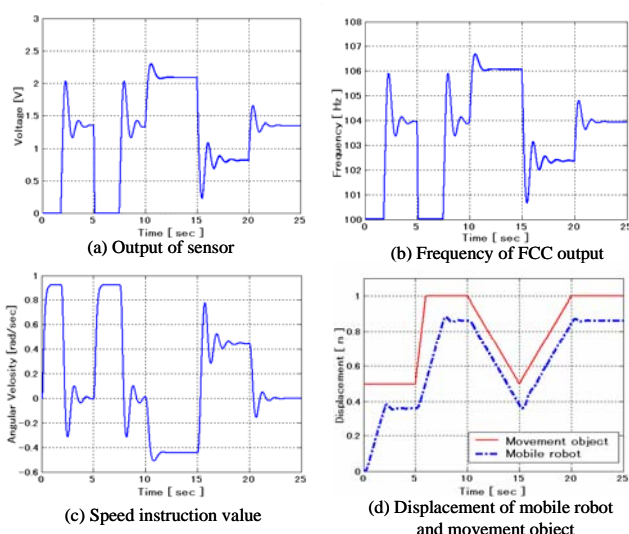 3
2.5
2
1.5
1
0.5
0
Voltage [V]
0 5 10 15 20 25
Time [ sec ]
(a) Output of sensor
108
107
106
105
104
103
102
101
100
Frequency [ Hz ]
0 5 10 15 20 25
Time [ sec ]
(b) Frequency of FCC output
1
0.8
0.6
0.4
0.2
0
-0.2
-0.4
-0.6
Angular Velosity [rad/sec]
0 5 10 15 20 25
Time [ sec ]
(c) Speed instruction value
1
0.8
0.6
0.4
0.2
0
Displacement [ n ]
Movement object
Mobile robot
0 5 10 15 20 25
Time [ sec ]
(d) Displacement of mobile robot
and movement object